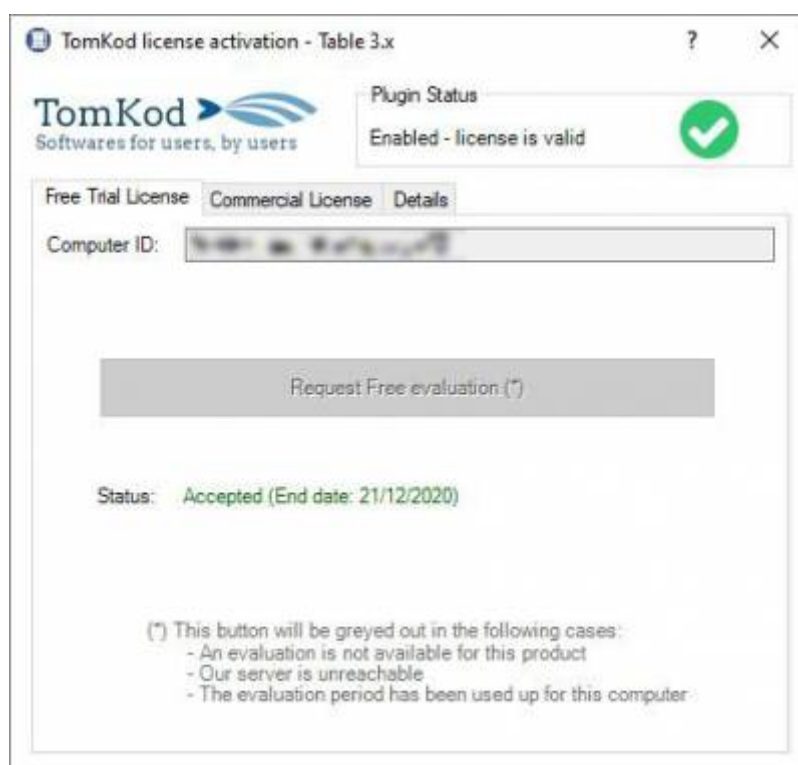 TomKod license activation - Table 3.x
?
TomKod
Softwares for users, by users
Plugin Status
Enabled - license is valid
Free Trial License
Commercial License
Details
Computer ID:
Request Free evaluation (*)
Status: Accepted (End date: 21/12/2020)
(*) This button will be greyed out in the following cases:
- An evaluation is not available for this product
- Our server is unreachable
- The evaluation period has been used up for this computer